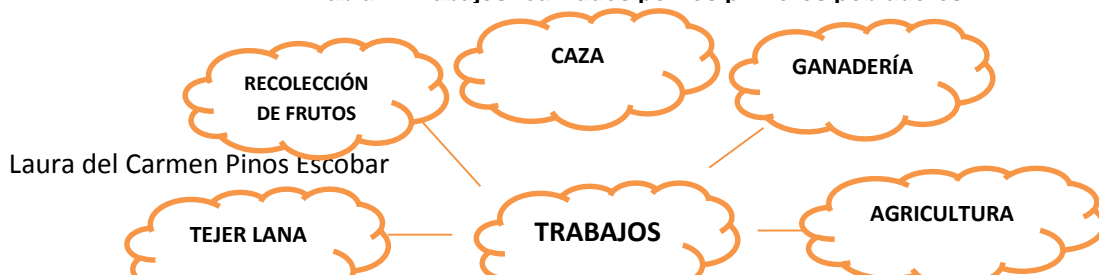 CAZA
GANADERÍA
RECOLECCIÓN
DE FRUTOS
Laura del Carmen Pinos Escobar
TEJER LANA
TRABAJOS
AGRICULTURA